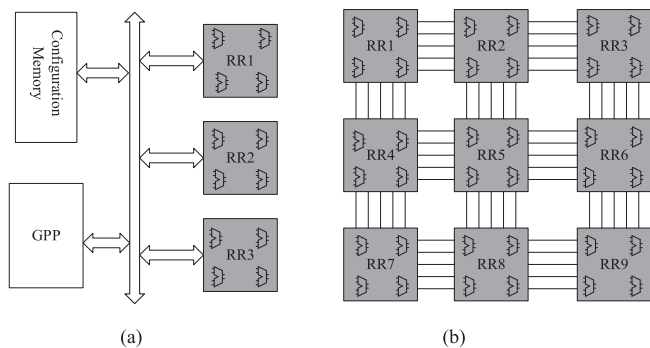 Configuration
Memory
GPP
RR1
RR2
RR3
(a)
RR1
RR2
RR3
RR4
RR5
RR6
RR7
RR8
RR9
(b)